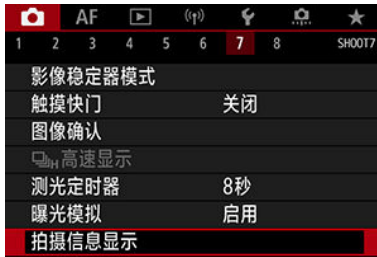 AF
1 2 3 4 5 6 7 8 SHOOT7
影像稳定器模式
触摸快门 关闭
图像确认
H高速显示
测光定时器 8秒
曝光模拟 启用
拍摄信息显示